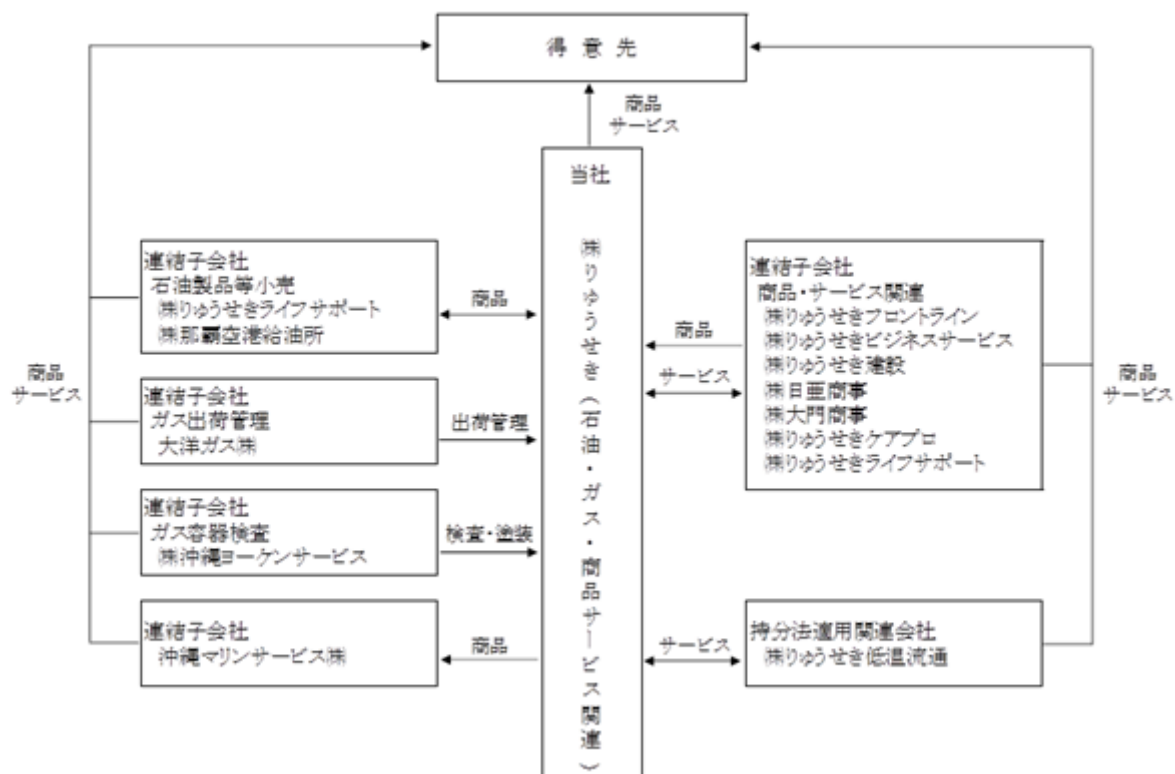 得意先
商品
サービス
当社
㈱りゅうせき（石油・ガス・商品サービス関連）
連結子会社
石油製品等小売
㈱りゅうせきライフサポート
㈱那覇空港給油所
商品
商品
サービス
連結子会社
ガス出荷管理
大洋ガス㈱
出荷管理
連結子会社
ガス容器検査
㈱沖縄ヨーケンサービス
検査・塗装
連結子会社
沖縄マリンサービス㈱
商品
連結子会社
商品・サービス関連
㈱りゅうせきフロントライン
㈱りゅうせきビジネスサービス
㈱りゅうせき建設
㈱日亜商事
㈱大門商事
㈱りゅうせきケアプロ
㈱りゅうせきライフサポート
商品
サービス
商品
サービス
持分法適用関連会社
㈱りゅうせき低温流通
サービス